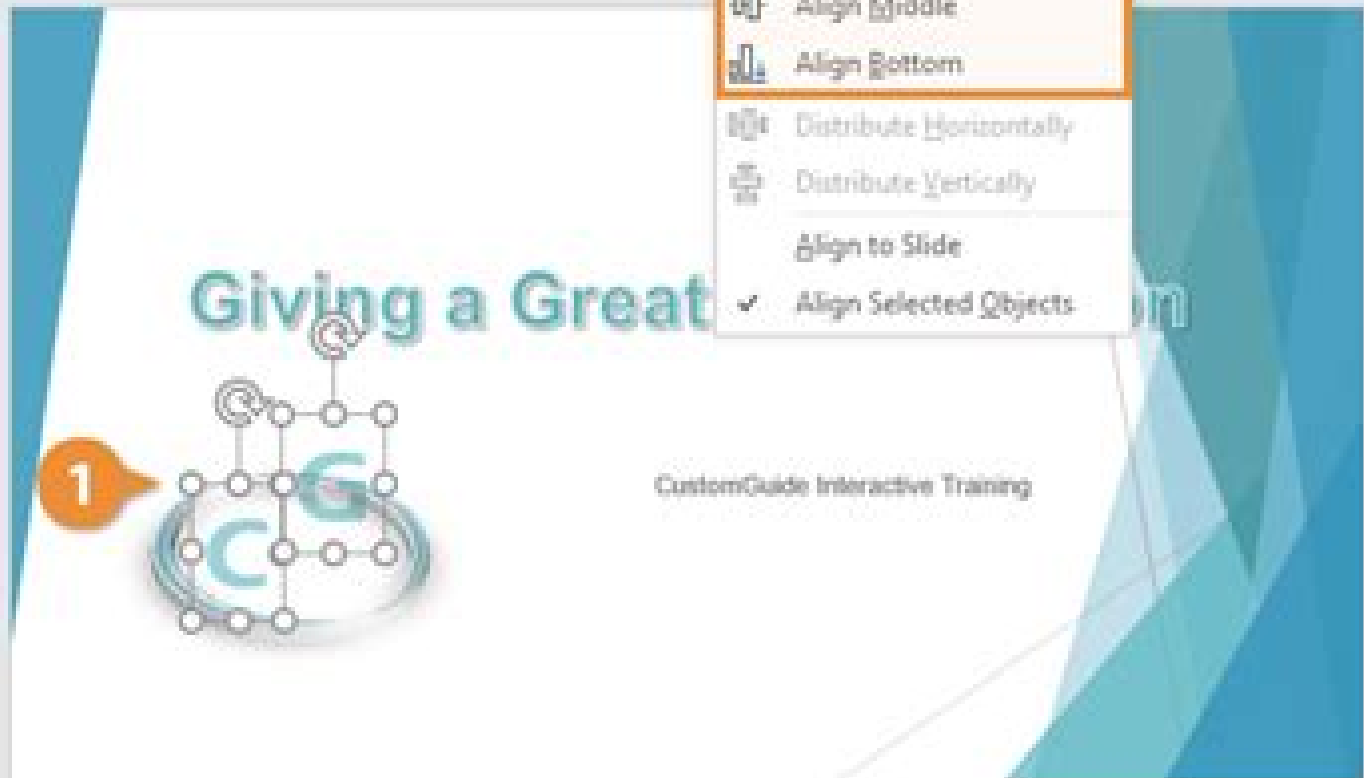 Align Middle
Align Bottom
Distribute Horizontally
Distribute Vertically
Align to Slide
✓ Align Selected Objects
Giving a Great on
1
G
C
CustomGuide Interactive Training